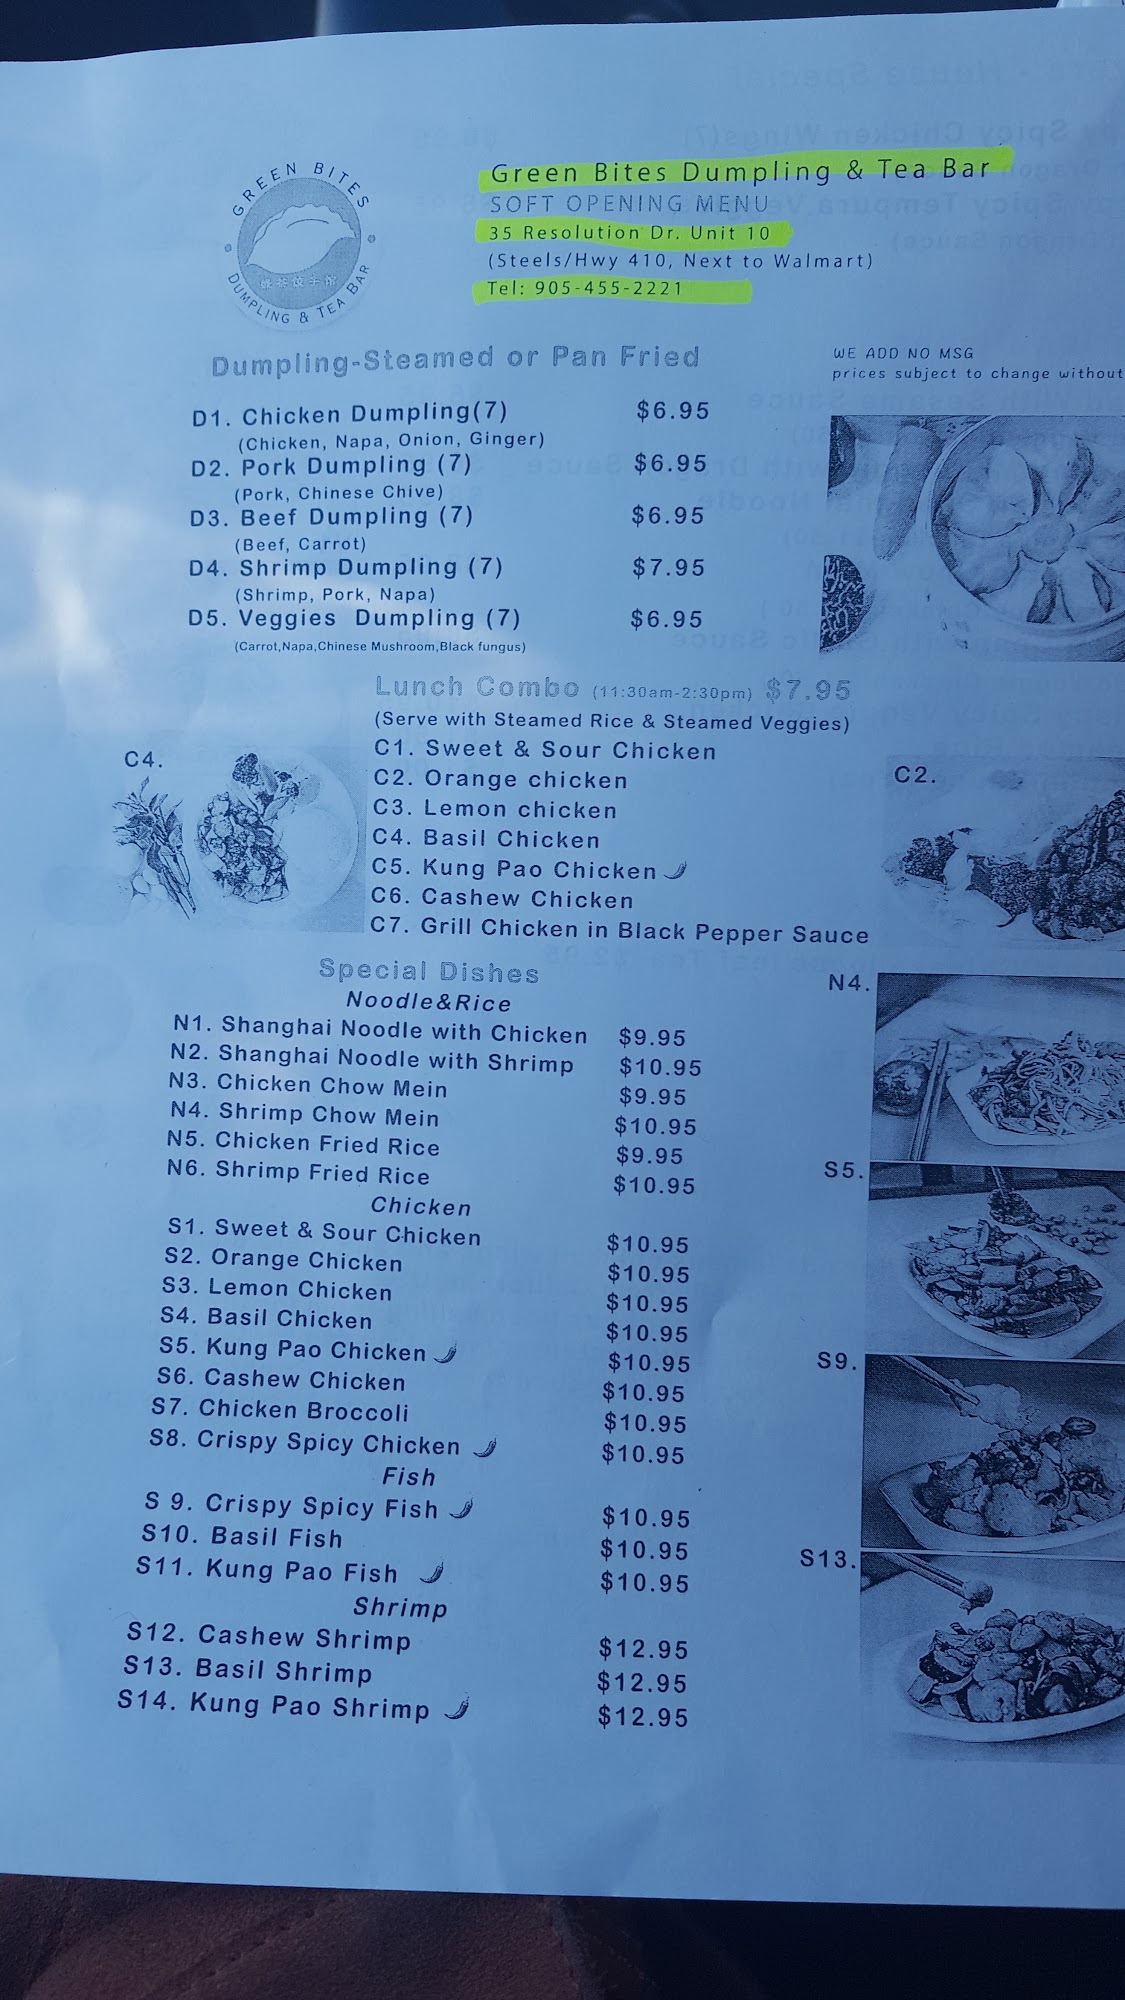 GREEN BITES
DUMPLING & TEA BAR
Green Bites Dumpling & Tea Bar
SOFT OPENING MENU
35 Resolution Dr. Unit 10
(Steels/Hwy 410, Next to Walmart)
Tel: 905-455-2221
Dumpling-Steamed or Pan Fried
WE ADD NO MSG
prices subject to change without
D1. Chicken Dumpling(7) $6.95
(Chicken, Napa, Onion, Ginger)
D2. Pork Dumpling (7) $6.95
(Pork, Chinese Chive)
D3. Beef Dumpling (7) $6.95
(Beef, Carrot)
D4. Shrimp Dumpling (7) $7.95
(Shrimp, Pork, Napa)
D5. Veggies Dumpling (7) $6.95
(Carrot,Napa,Chinese Mushroom,Black fungus)
Lunch Combo (11:30am-2:30pm) $7.95
(Serve with Steamed Rice & Steamed Veggies)
C1. Sweet & Sour Chicken
C2. Orange chicken
C3. Lemon chicken
C4. Basil Chicken
C5. Kung Pao Chicken
C6. Cashew Chicken
C7. Grill Chicken in Black Pepper Sauce
C4.
C2.
Special Dishes
Noodle&Rice
N1. Shanghai Noodle with Chicken $9.95
N2. Shanghai Noodle with Shrimp $10.95
N3. Chicken Chow Mein $9.95
N4. Shrimp Chow Mein $10.95
N5. Chicken Fried Rice $9.95
N6. Shrimp Fried Rice $10.95
Chicken
S1. Sweet & Sour Chicken $10.95
S2. Orange Chicken $10.95
S3. Lemon Chicken $10.95
S4. Basil Chicken $10.95
S5. Kung Pao Chicken $10.95
S6. Cashew Chicken $10.95
S7. Chicken Broccoli $10.95
S8. Crispy Spicy Chicken $10.95
Fish
S 9. Crispy Spicy Fish $10.95
S10. Basil Fish $10.95
S11. Kung Pao Fish $10.95
Shrimp
S12. Cashew Shrimp $12.95
S13. Basil Shrimp $12.95
S14. Kung Pao Shrimp $12.95
N4.
S5.
S9.
S13.